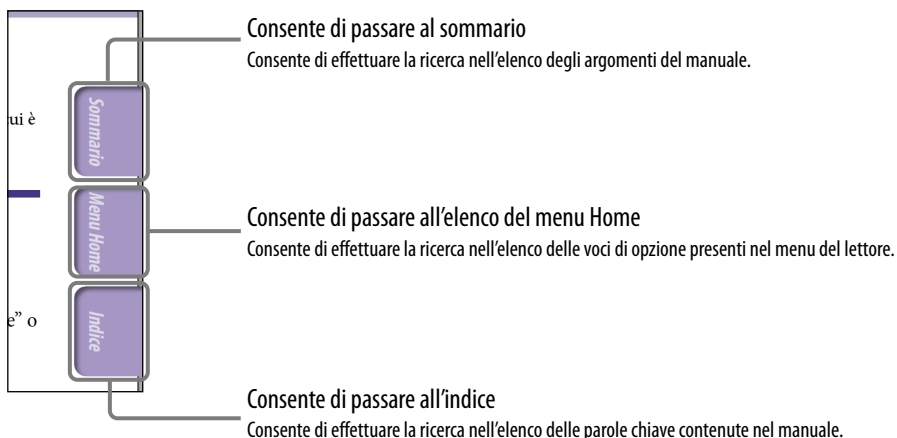 Consente di passare al sommario
Consente di effettuare la ricerca nell'elenco degli argomenti del manuale.
ui è
Sommario
Menu Home
Consente di passare all'elenco del menu Home
Consente di effettuare la ricerca nell'elenco delle voci di opzione presenti nel menu del lettore.
e" o
Indice
Consente di passare all'indice
Consente di effettuare la ricerca nell'elenco delle parole chiave contenute nel manuale.